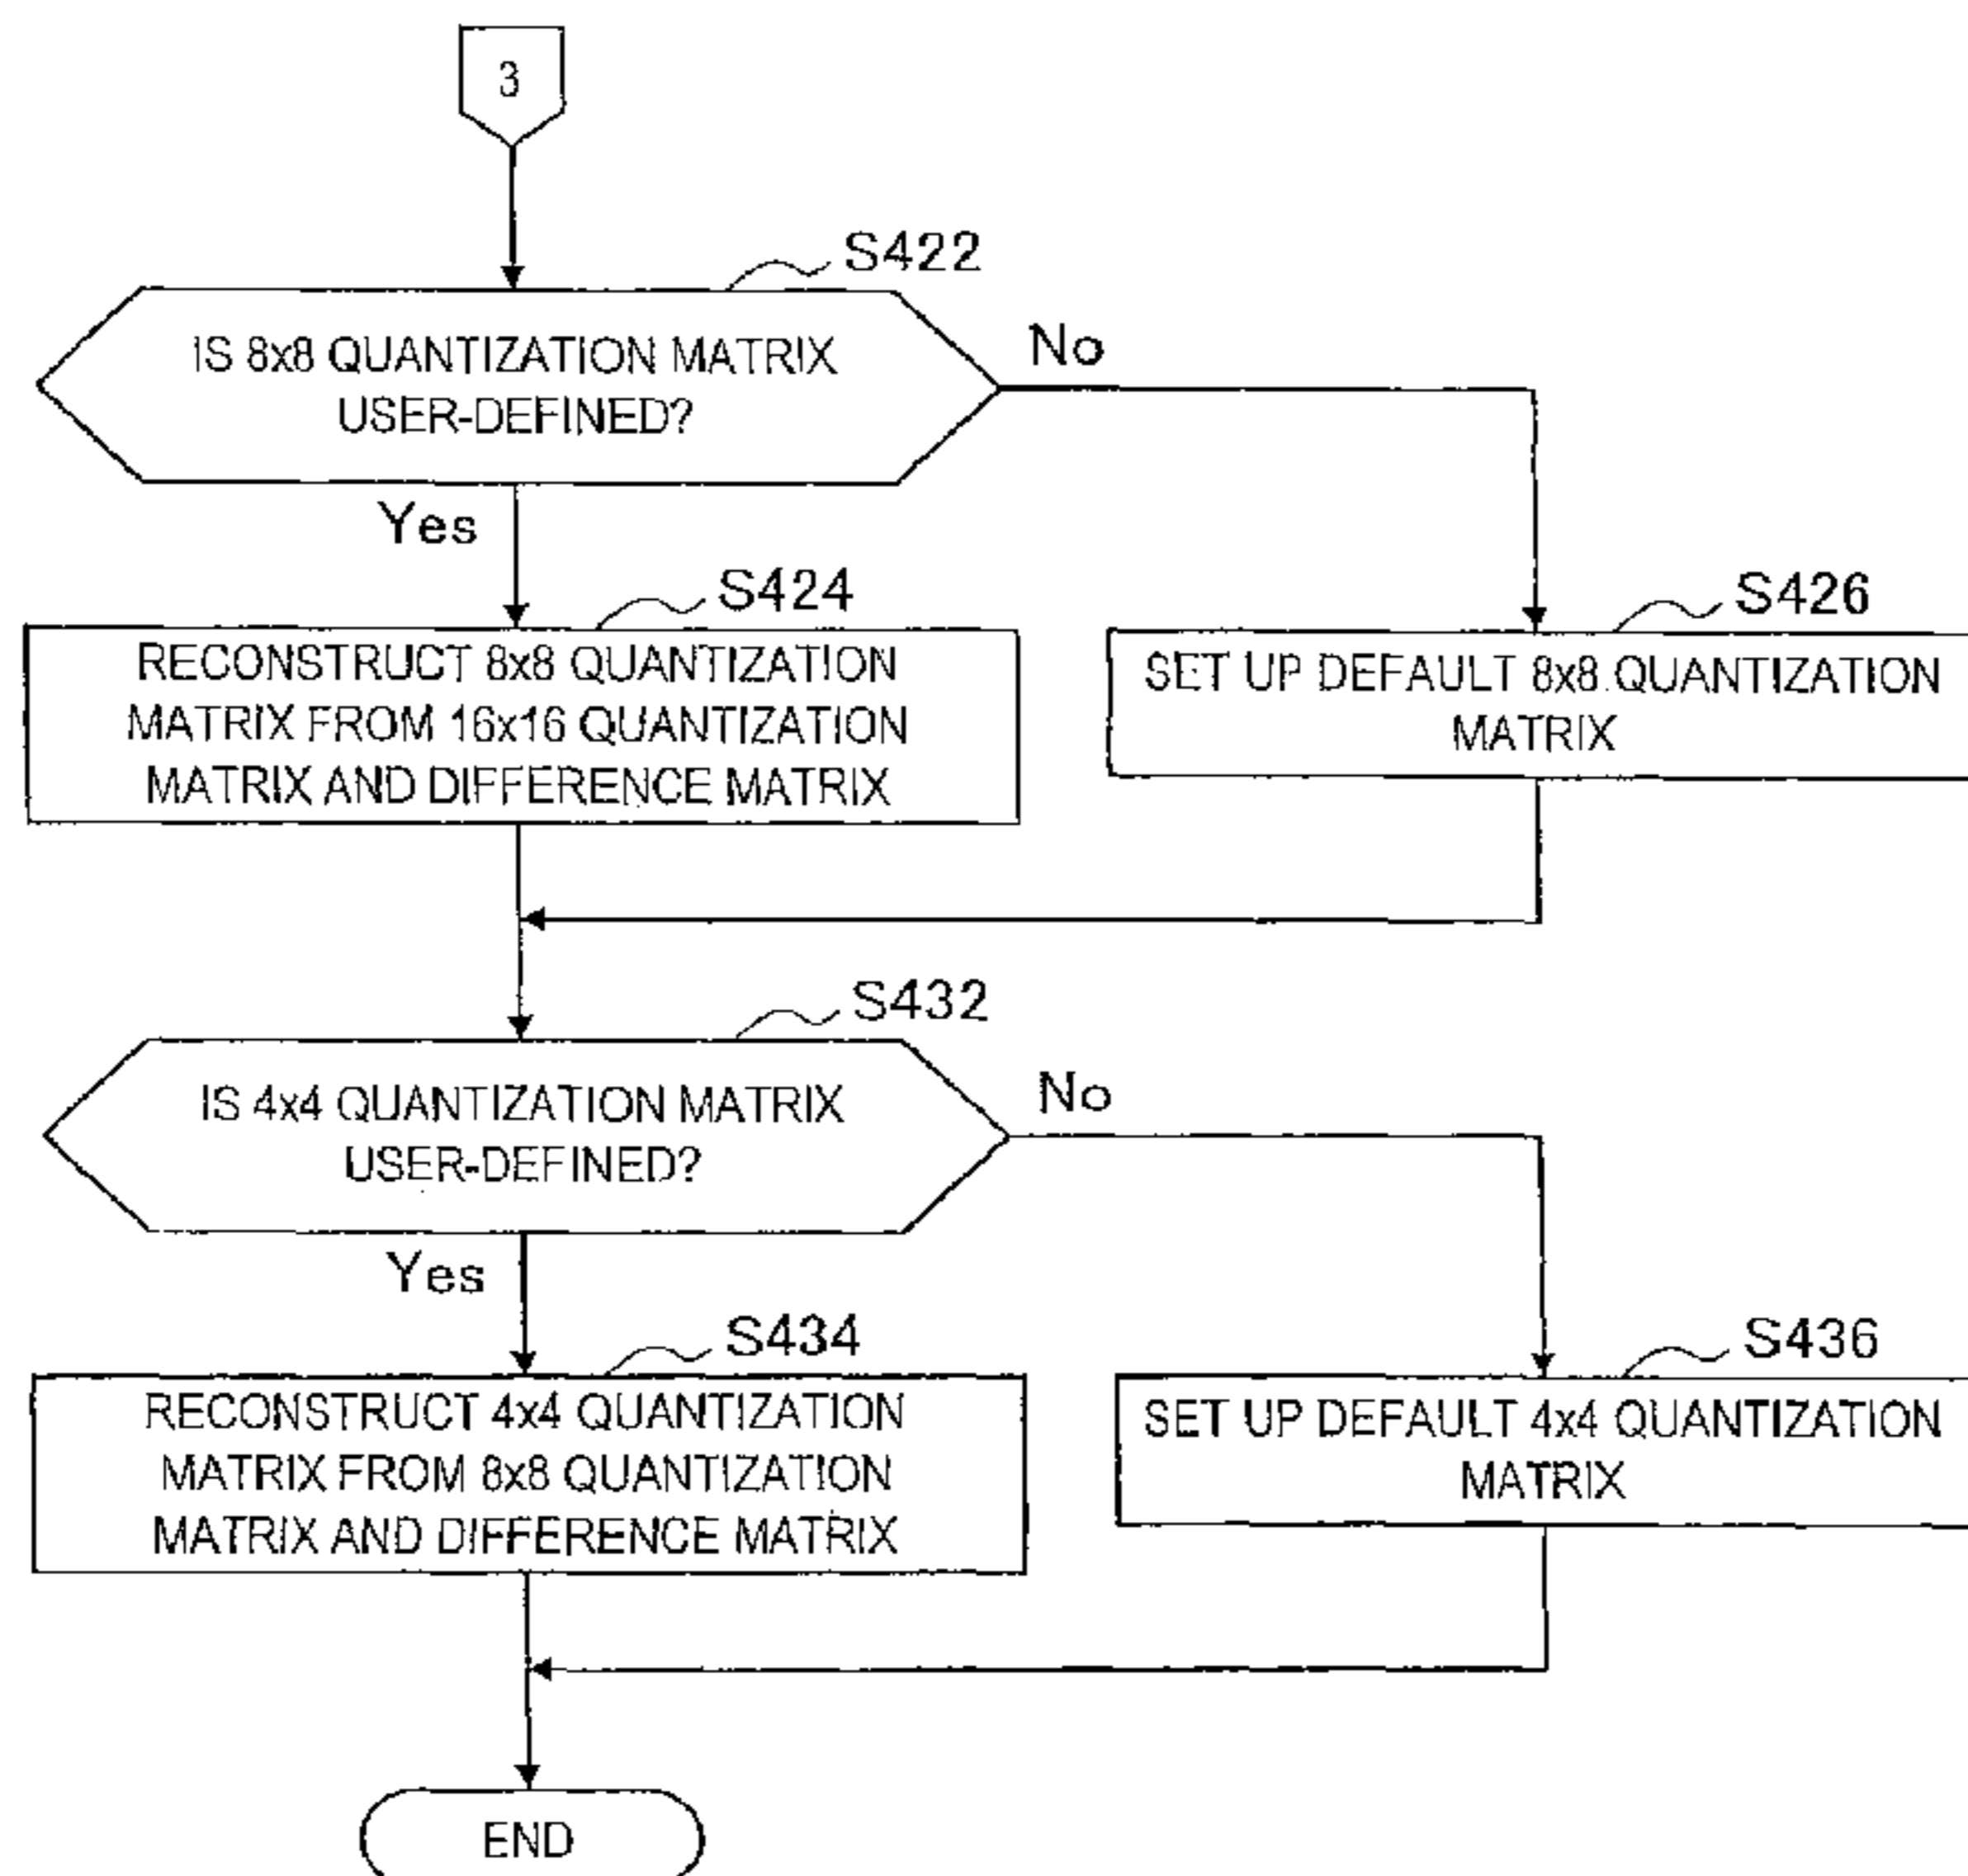 3
S422
IS 8x8 QUANTIZATION MATRIX
USER-DEFINED?
No
Yes
S424
RECONSTRUCT 8x8 QUANTIZATION
MATRIX FROM 16x16 QUANTIZATION
MATRIX AND DIFFERENCE MATRIX
S426
SET UP DEFAULT 8x8 QUANTIZATION
MATRIX
S432
IS 4x4 QUANTIZATION MATRIX
USER-DEFINED?
No
Yes
S434
RECONSTRUCT 4x4 QUANTIZATION
MATRIX FROM 8x8 QUANTIZATION
MATRIX AND DIFFERENCE MATRIX
S436
SET UP DEFAULT 4x4 QUANTIZATION
MATRIX
END